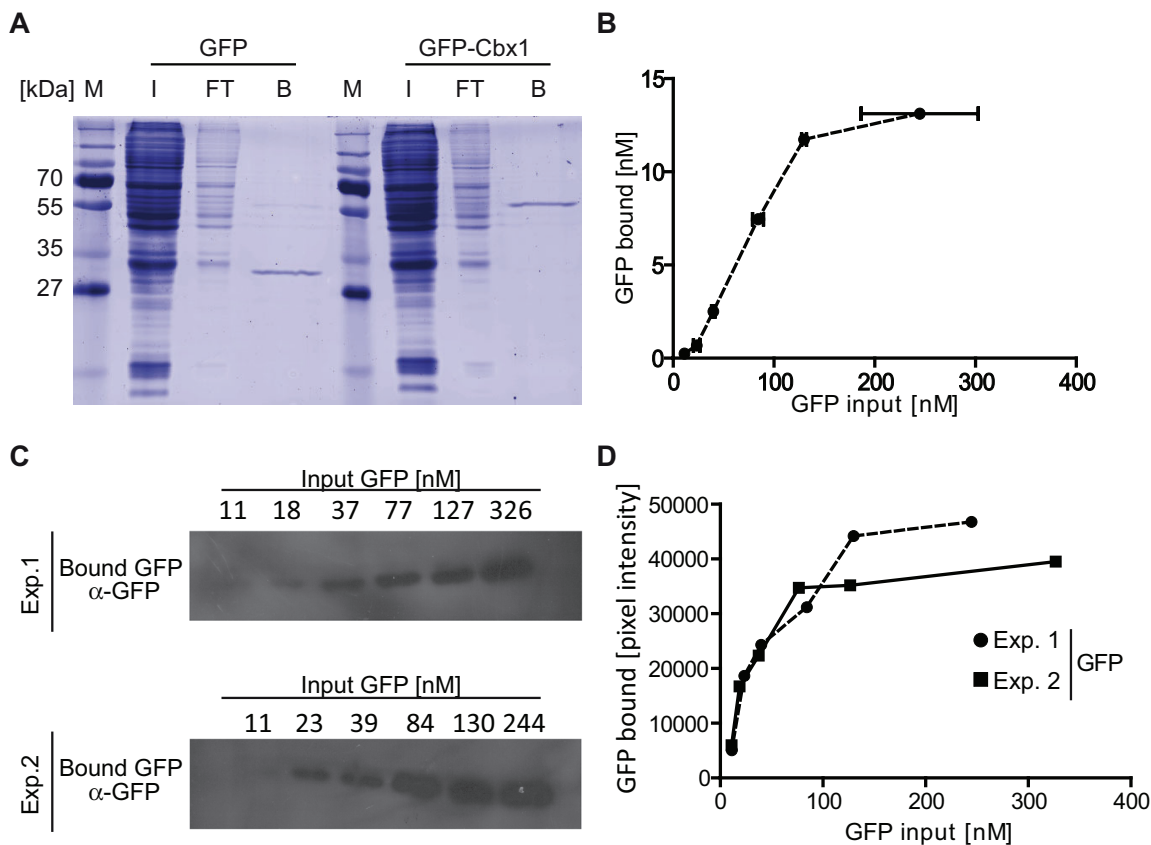 A
GFP
GFP-Cbx1
[kDa] M I FT B M I FT B
70
55
35
27
B
GFP bound [nM]
15
10
5
0
0 100 200 300 400
GFP input [nM]
C
Input GFP [nM]
11 18 37 77 127 326
Exp.1
Bound GFP
α-GFP
Input GFP [nM]
11 23 39 84 130 244
Exp.2
Bound GFP
α-GFP
D
GFP bound [pixel intensity]
50000
40000
30000
20000
10000
0
0 100 200 300 400
GFP input [nM]
Exp. 1
Exp. 2
GFP